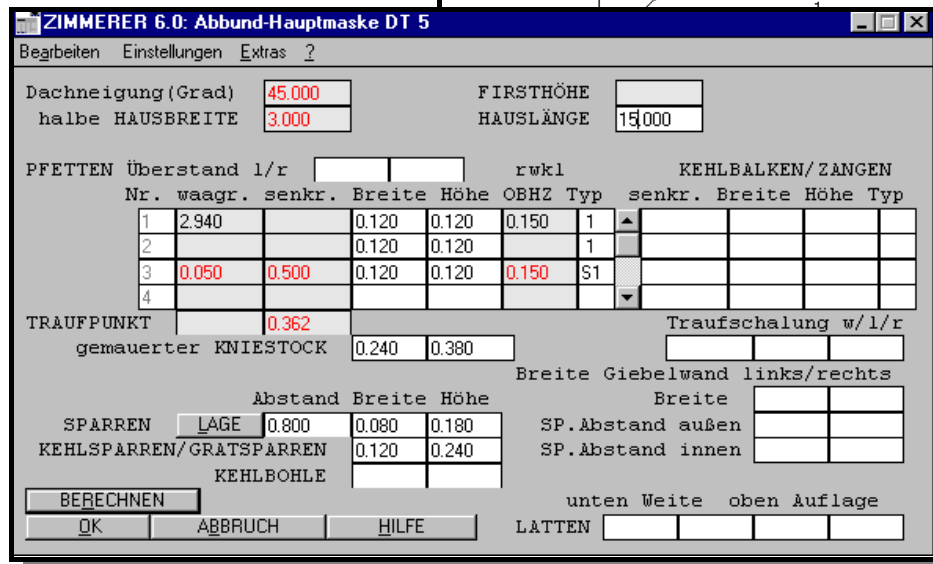 1
ZIMMERER 6.0: Abbund-Hauptmaske DT 5
Bearbeiten Einstellungen Extras ?
Dachneigung(Grad) 45.000 FIRSTHÖHE
halbe HAUSBREITE 3.000 HAUSLÄNGE 15.000
PFETTEN Überstand l/r rwkl KEHLBALKEN/ZANGEN
Nr. waagr. senkr. Breite Höhe OBHZ Typ senkr. Breite Höhe Typ
1 2.940 0.120 0.120 0.150 1
2 0.120 0.120 1
3 0.050 0.500 0.120 0.120 0.150 S1
4
TRAUFPUNKT 0.362 Traufschalung w/l/r
gemauerter KNIESTOCK 0.240 0.380
Breite Giebelwand links/rechts
Abstand Breite Höhe Breite
SPARREN LAGE 0.800 0.080 0.180 SP.Abstand außen
KEHLSPARREN/GRATSPARREN 0.120 0.240 SP.Abstand innen
KEHLBOHLE
BERECHNEN unten Weite oben Auflage
OK ABBRUCH HILFE LATTEN